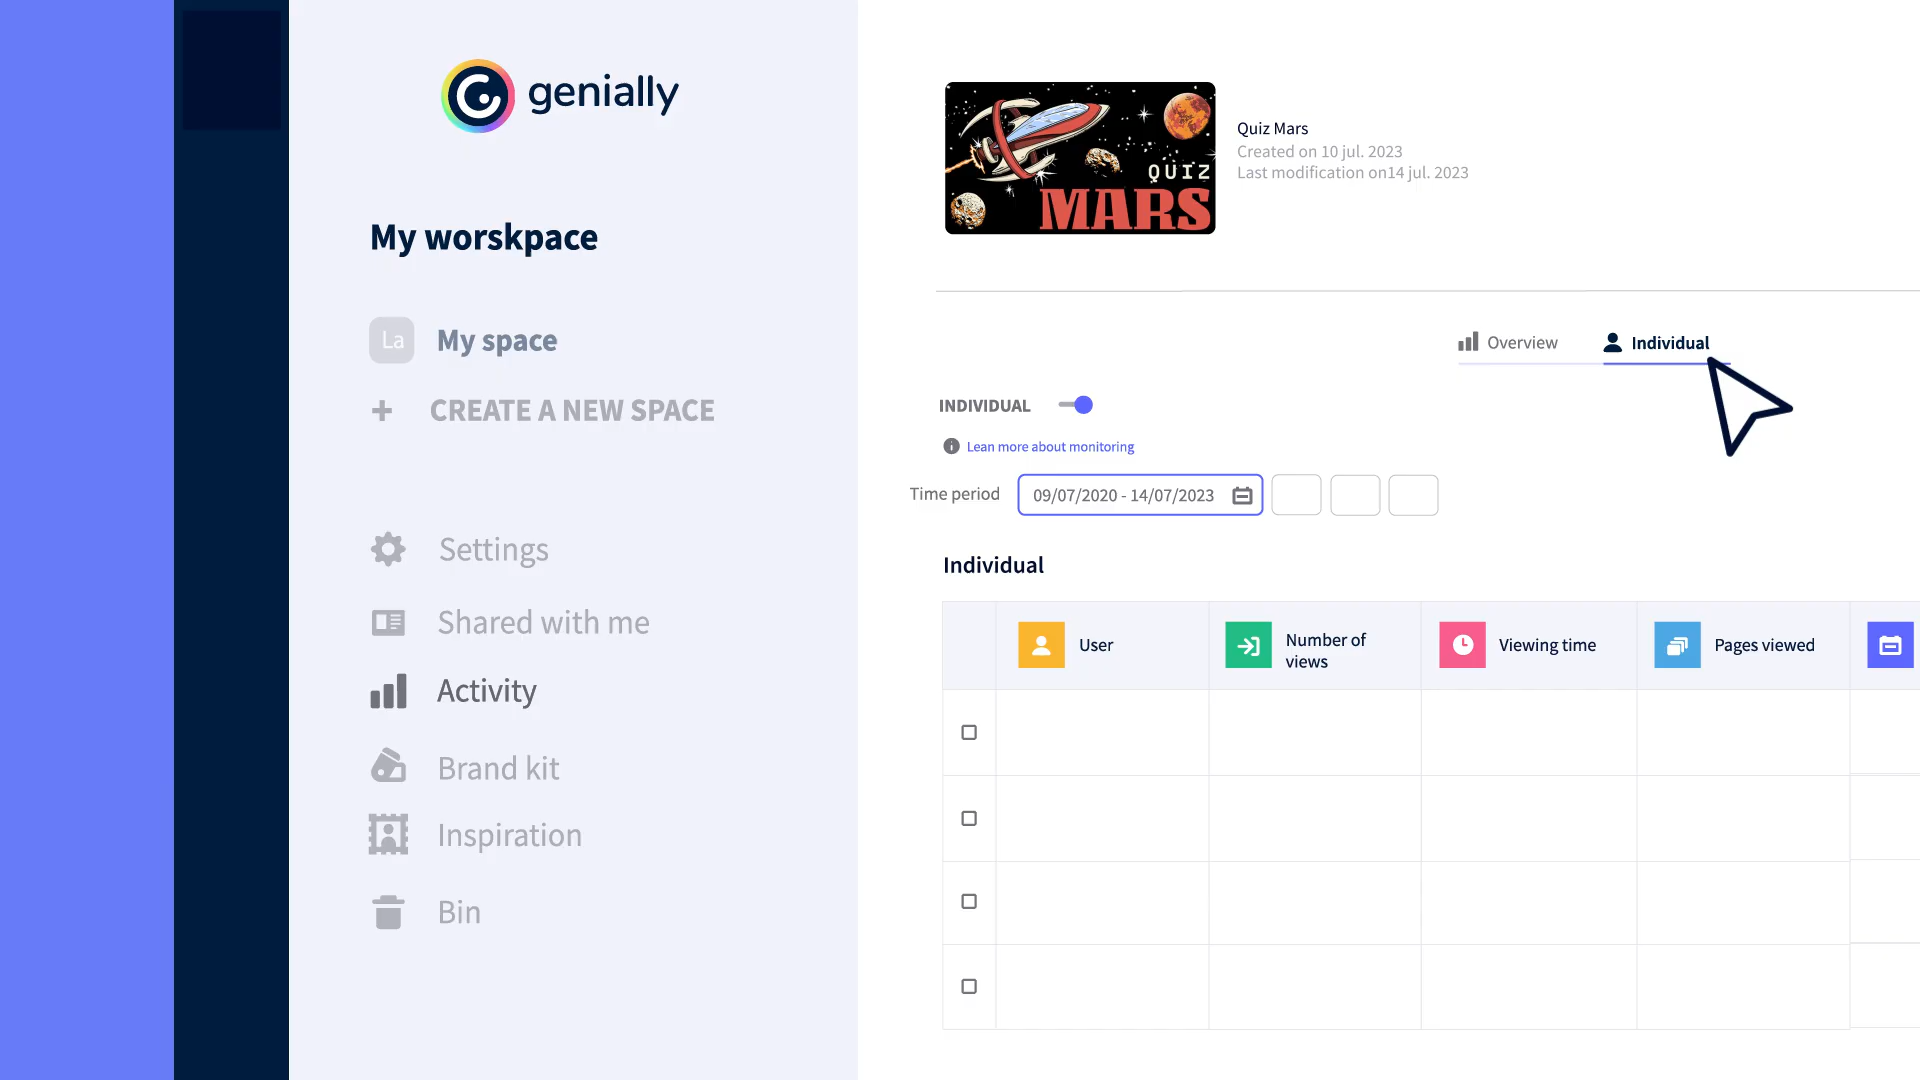 genially
My worskpace
La
My space
+ CREATE A NEW SPACE
Settings
Shared with me
Activity
Brand kit
Inspiration
Bin
QUIZ
MARS
Quiz Mars
Created on 10 jul. 2023
Last modification on14 jul. 2023
Overview
Individual
INDIVIDUAL
Lean more about monitoring
Time period
09/07/2020 - 14/07/2023
Individual
User
Number of
views
Viewing time
Pages viewed